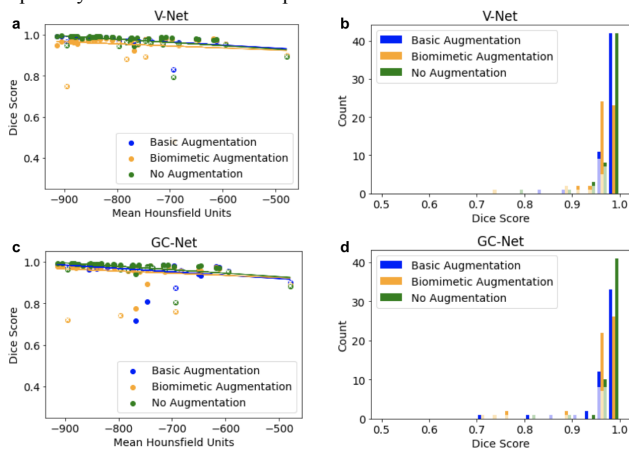 V-Net
a
1.0
0.8
0.6
0.4
Dice Score
Basic Augmentation
Biomimetic Augmentation
No Augmentation
−900 −800 −700 −600 −500
Mean Hounsfield Units
V-Net
b
40
30
20
10
0
Count
Basic Augmentation
Biomimetic Augmentation
No Augmentation
0.5 0.6 0.7 0.8 0.9 1.0
Dice Score
GC-Net
c
1.0
0.8
0.6
0.4
Dice Score
Basic Augmentation
Biomimetic Augmentation
No Augmentation
−900 −800 −700 −600 −500
Mean Hounsfield Units
GC-Net
d
40
30
20
10
0
Count
Basic Augmentation
Biomimetic Augmentation
No Augmentation
0.5 0.6 0.7 0.8 0.9 1.0
Dice Score